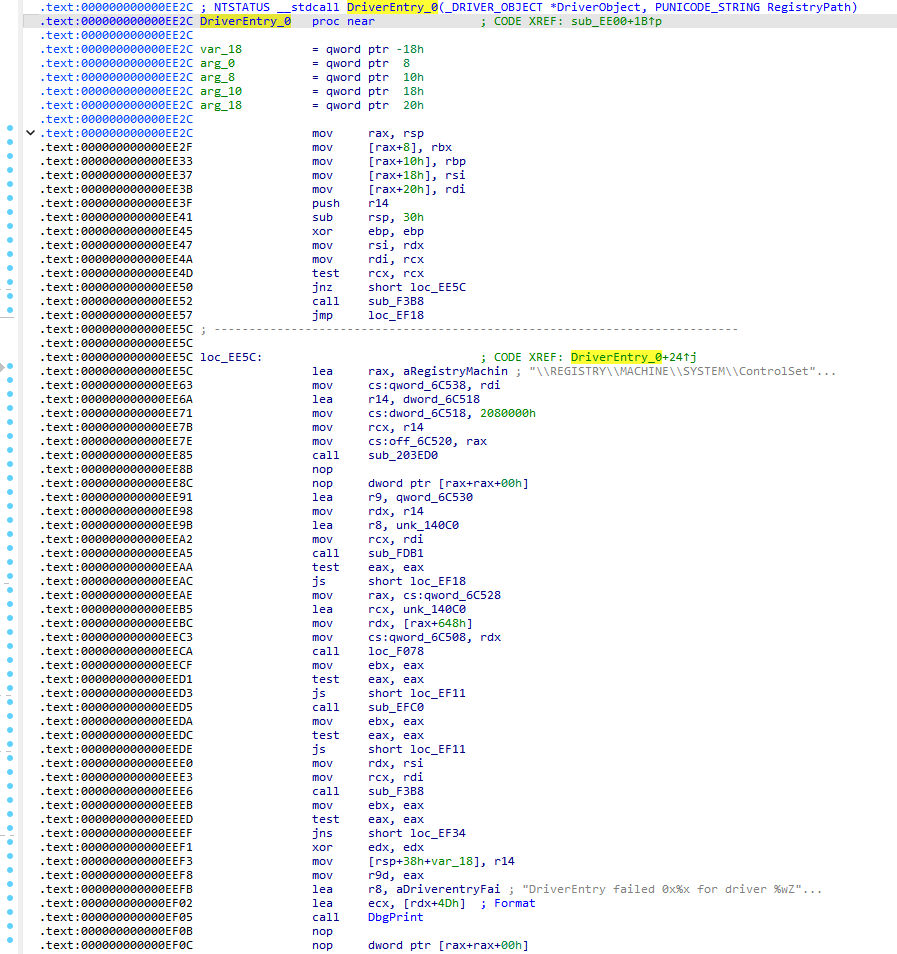 .text:000000000000EE2C ; NTSTATUS __stdcall DriverEntry_0(_DRIVER_OBJECT *DriverObject, PUNICODE_STRING RegistryPath)
.text:000000000000EE2C DriverEntry_0 proc near ; CODE XREF: sub_EE00+1B↑p
.text:000000000000EE2C
.text:000000000000EE2C var_18 = qword ptr -18h
.text:000000000000EE2C arg_0 = qword ptr 8
.text:000000000000EE2C arg_8 = qword ptr 10h
.text:000000000000EE2C arg_10 = qword ptr 18h
.text:000000000000EE2C arg_18 = qword ptr 20h
.text:000000000000EE2C
.text:000000000000EE2C mov rax, rsp
.text:000000000000EE2F mov [rax+8], rbx
.text:000000000000EE33 mov [rax+10h], rbp
.text:000000000000EE37 mov [rax+18h], rsi
.text:000000000000EE3B mov [rax+20h], rdi
.text:000000000000EE3F push r14
.text:000000000000EE41 sub rsp, 30h
.text:000000000000EE45 xor ebp, ebp
.text:000000000000EE47 mov rsi, rdx
.text:000000000000EE4A mov rdi, rcx
.text:000000000000EE4D test rcx, rcx
.text:000000000000EE50 jnz short loc_EE5C
.text:000000000000EE52 call sub_F3B8
.text:000000000000EE57 jmp loc_EF18
.text:000000000000EE5C ; ---------------------------------------------------------------------------
.text:000000000000EE5C
.text:000000000000EE5C loc_EE5C: ; CODE XREF: DriverEntry_0+24↑j
.text:000000000000EE5C lea rax, aRegistryMachin ; "\\REGISTRY\\MACHINE\\SYSTEM\\ControlSet"...
.text:000000000000EE63 mov cs:qword_6C538, rdi
.text:000000000000EE6A lea r14, dword_6C518
.text:000000000000EE71 mov cs:dword_6C518, 2080000h
.text:000000000000EE7B mov rcx, r14
.text:000000000000EE7E mov cs:off_6C520, rax
.text:000000000000EE85 call sub_203ED0
.text:000000000000EE8B nop
.text:000000000000EE8C nop dword ptr [rax+rax+00h]
.text:000000000000EE91 lea r9, qword_6C530
.text:000000000000EE98 mov rdx, r14
.text:000000000000EE9B lea r8, unk_140C0
.text:000000000000EEA2 mov rcx, rdi
.text:000000000000EEA5 call sub_FDB1
.text:000000000000EEAA test eax, eax
.text:000000000000EEAC js short loc_EF18
.text:000000000000EEAE mov rax, cs:qword_6C528
.text:000000000000EEB5 lea rcx, unk_140C0
.text:000000000000EEBC mov rdx, [rax+648h]
.text:000000000000EEC3 mov cs:qword_6C508, rdx
.text:000000000000EECA call loc_F078
.text:000000000000EECF mov ebx, eax
.text:000000000000EED1 test eax, eax
.text:000000000000EED3 js short loc_EF11
.text:000000000000EED5 call sub_EFC0
.text:000000000000EEDA mov ebx, eax
.text:000000000000EEDC test eax, eax
.text:000000000000EEDE js short loc_EF11
.text:000000000000EEE0 mov rdx, rsi
.text:000000000000EEE3 mov rcx, rdi
.text:000000000000EEE6 call sub_F3B8
.text:000000000000EEEB mov ebx, eax
.text:000000000000EEED test eax, eax
.text:000000000000EEEF jns short loc_EF34
.text:000000000000EEF1 xor edx, edx
.text:000000000000EEF3 mov [rsp+38h+var_18], r14
.text:000000000000EEF8 mov r9d, eax
.text:000000000000EEFB lea r8, aDriverentryFai ; "DriverEntry failed 0x%x for driver %wZ"...
.text:000000000000EF02 lea ecx, [rdx+4Dh] ; Format
.text:000000000000EF05 call DbgPrint
.text:000000000000EF0B nop
.text:000000000000EF0C nop dword ptr [rax+rax+00h]